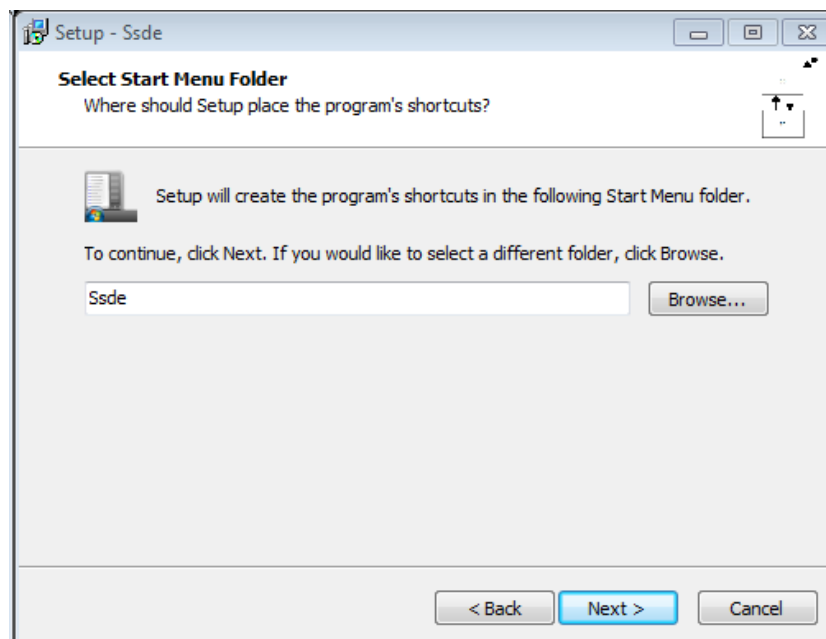 Setup - Ssde
Select Start Menu Folder
Where should Setup place the program's shortcuts?
Setup will create the program's shortcuts in the following Start Menu folder.
To continue, click Next. If you would like to select a different folder, click Browse.
Ssde
Browse...
< Back
Next >
Cancel